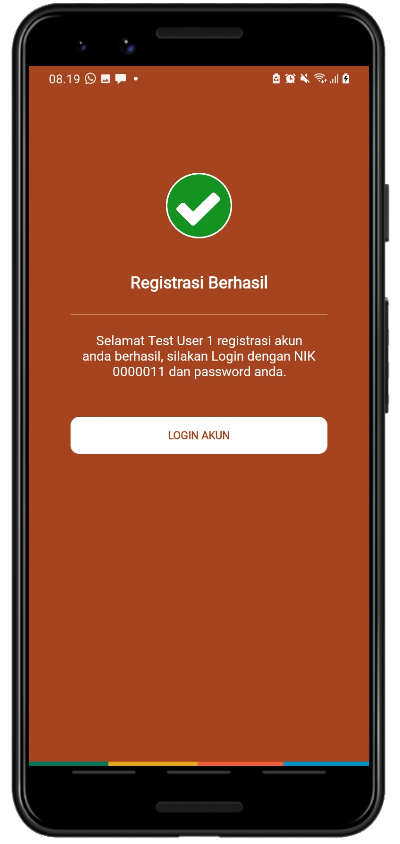 08.19
Registrasi Berhasil
Selamat Test User 1 registrasi akun
anda berhasil, silakan Login dengan NIK
0000011 dan password anda.
LOGIN AKUN